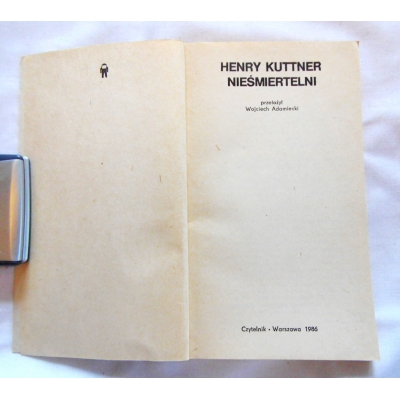 HENRY KUTTNER
NIEŚMIERTELNI
przełożył
Wojciech Adamiecki
Czytelnik • Warszawa 1986